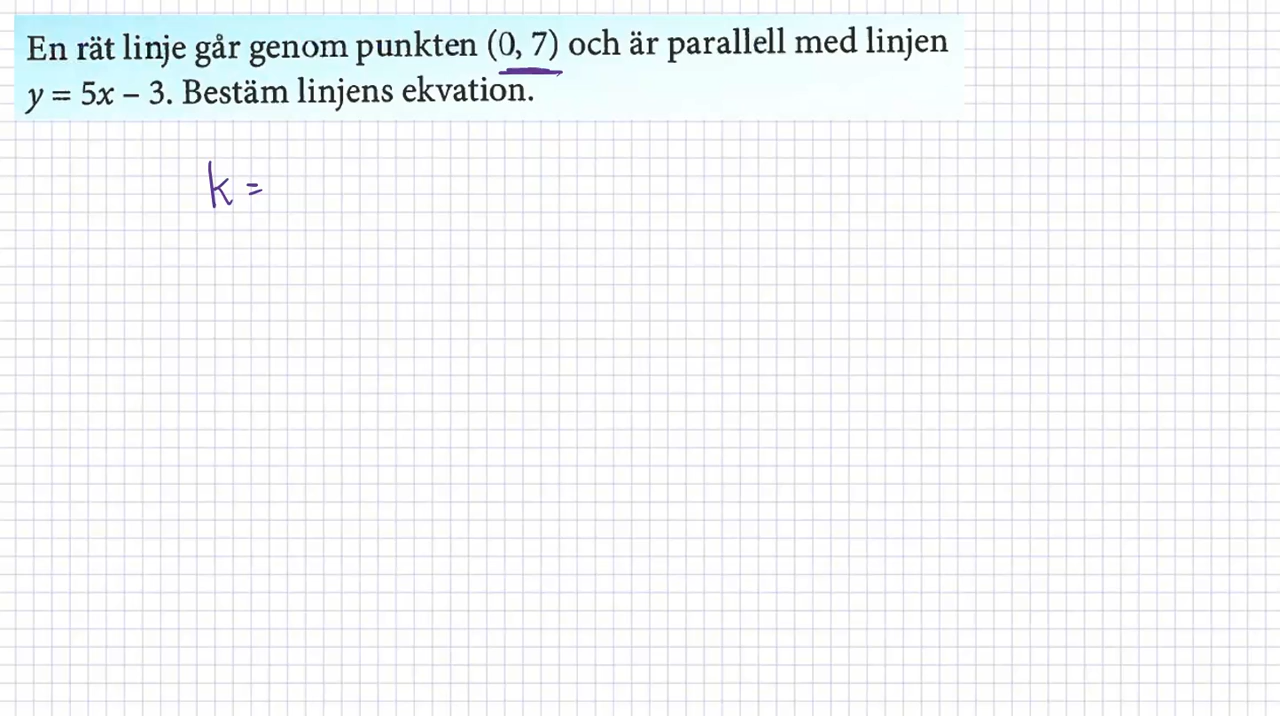 En rät linje går genom punkten (0, 7) och är parallell med linjen
y = 5x – 3. Bestäm linjens ekvation.
k =